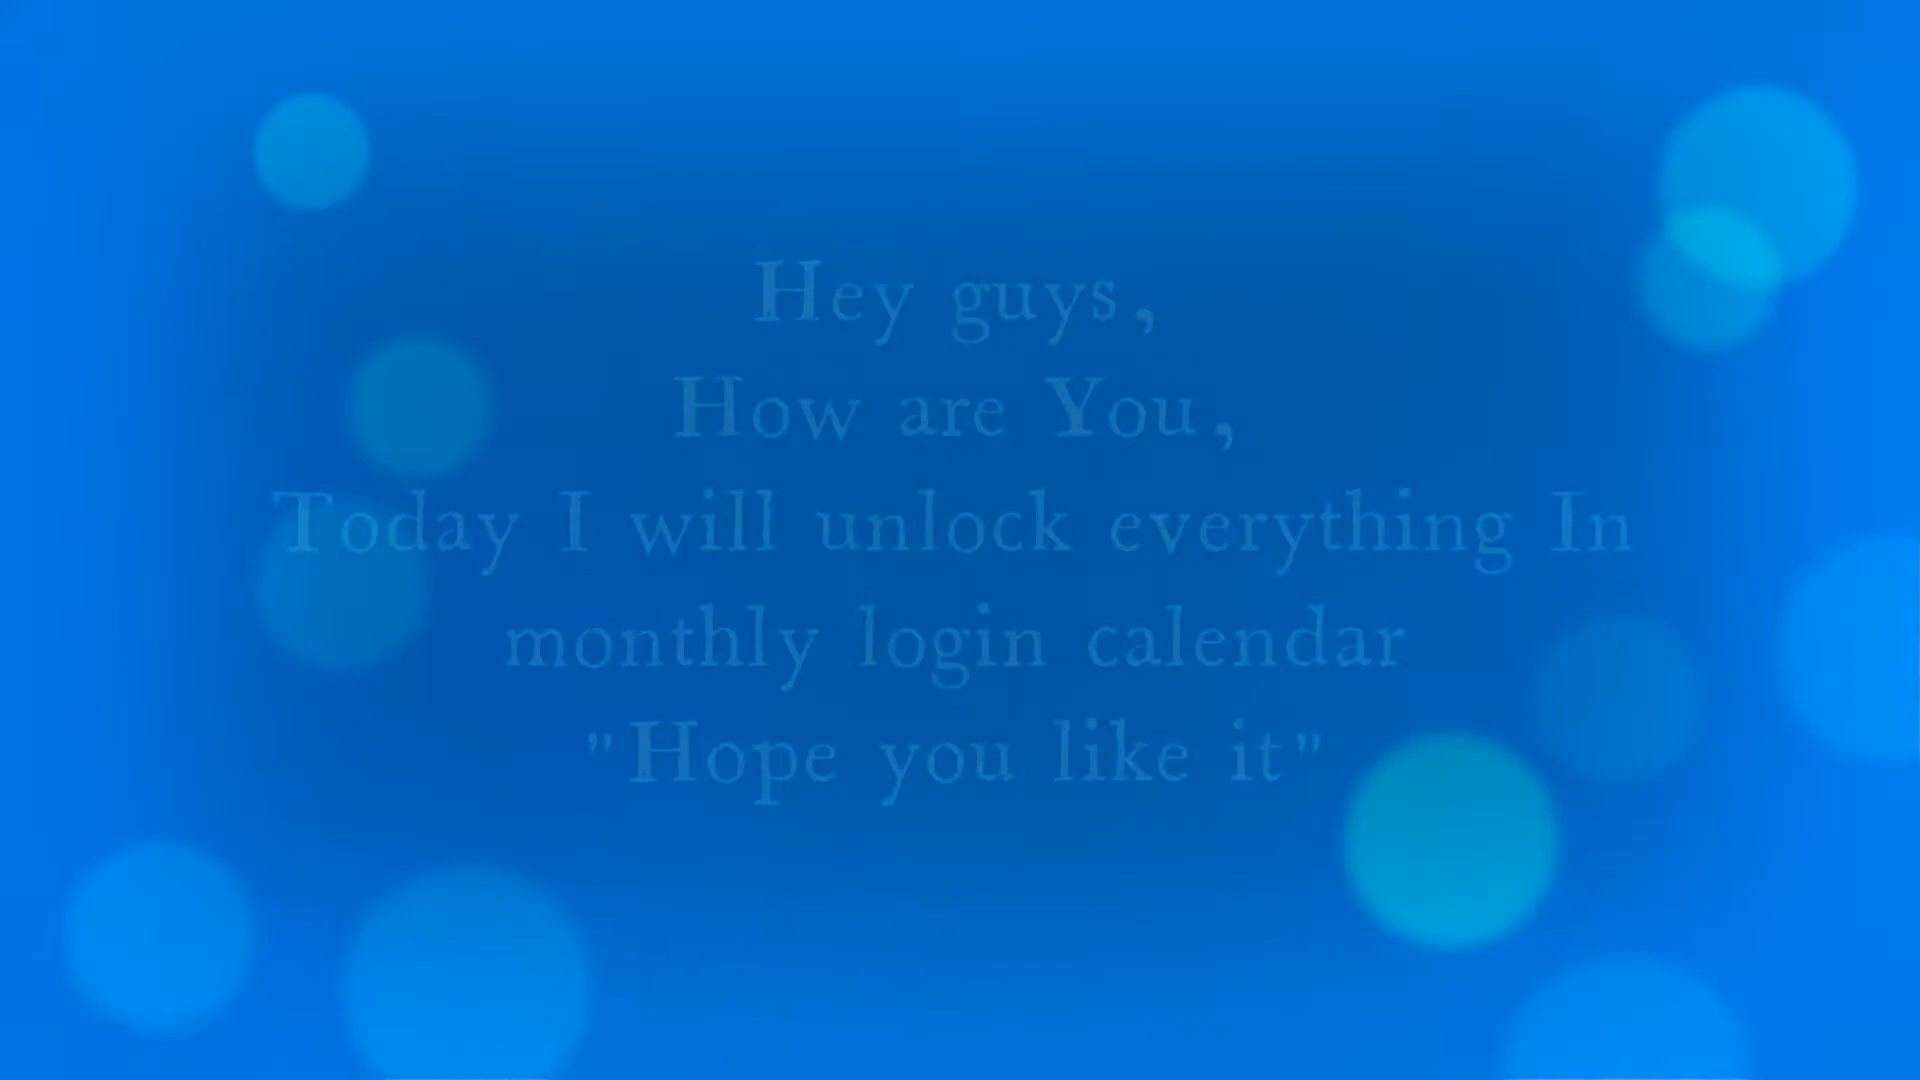 Hey guys,
How are You,
Today I will unlock everything In
monthly login calendar
"Hope you like it"